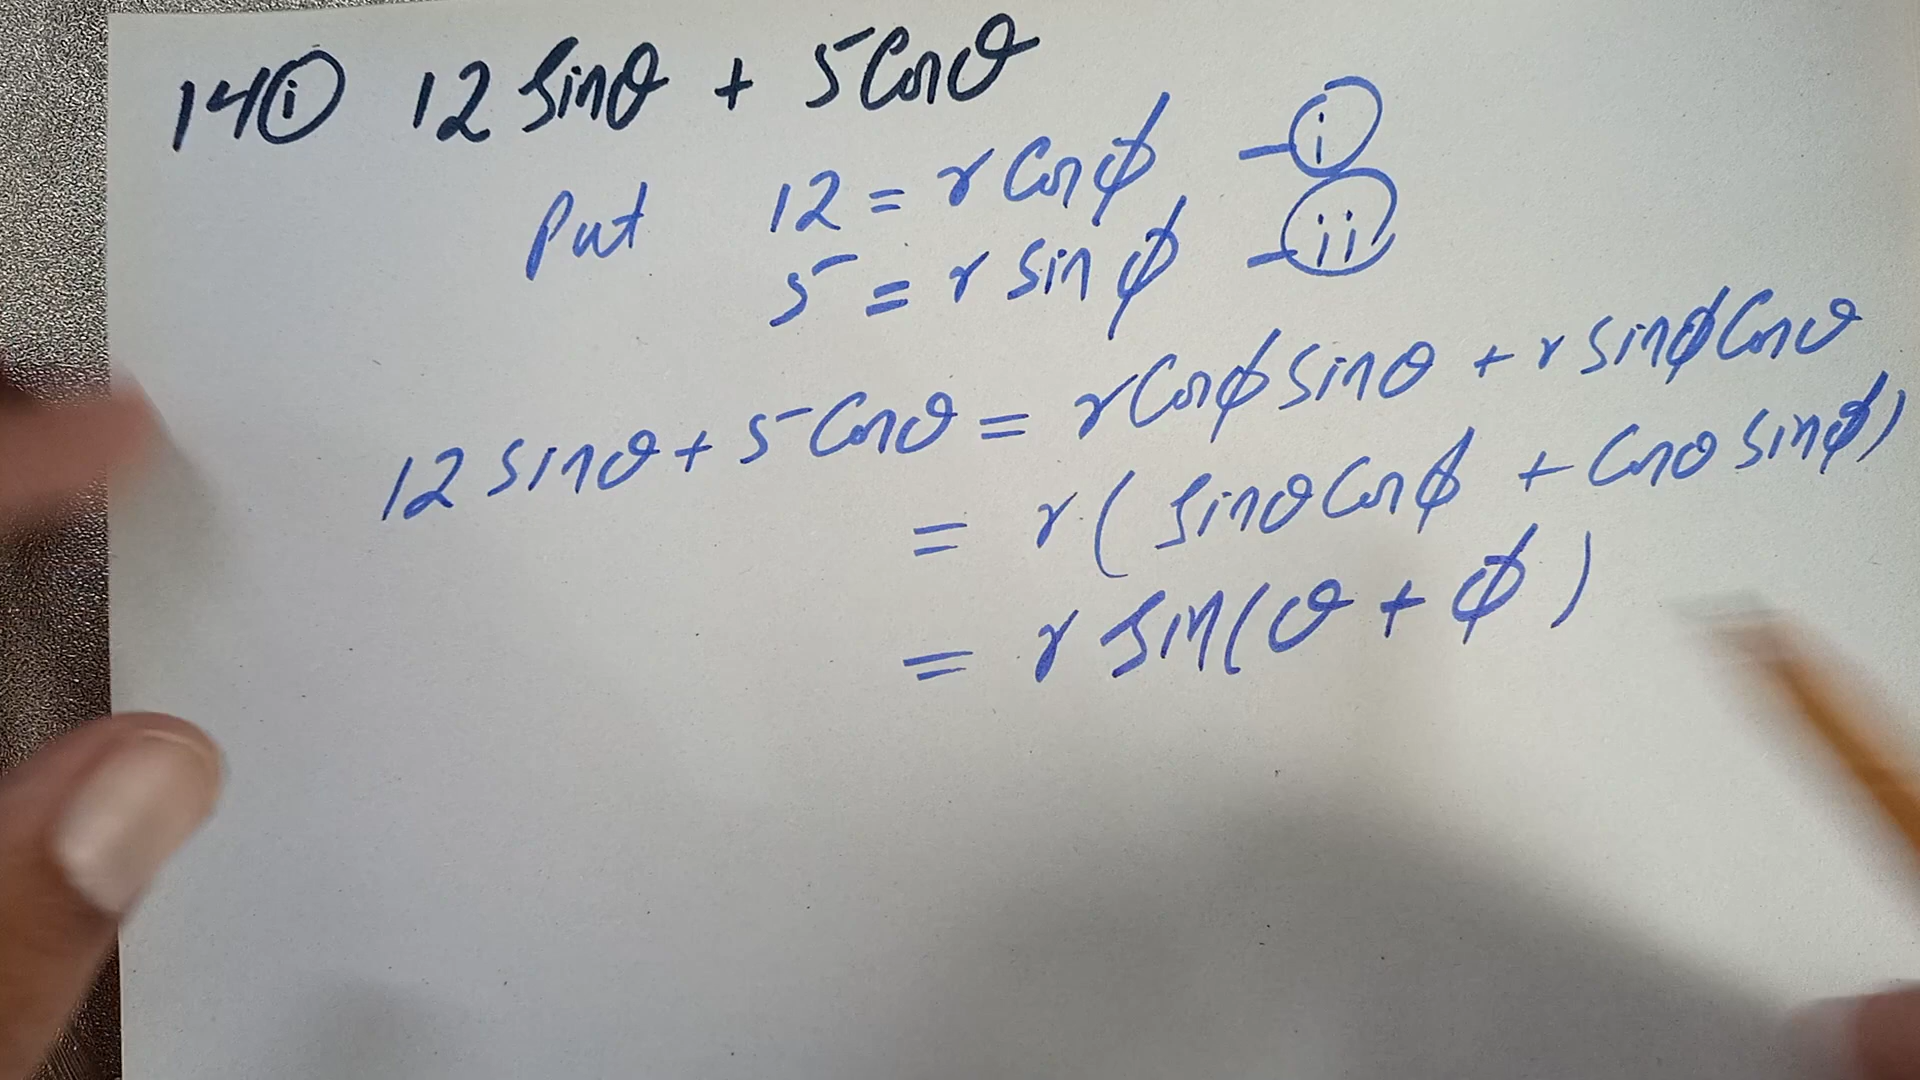 14 (i) 12 sinθ + 5 Cosθ
Put 12 = r Cosϕ - (i)
5 = r sin ϕ - (ii)
12 sinθ + 5 Cosθ = r Cosϕ sinθ + r sinϕ Cosθ
= r ( sinθ Cosϕ + Cosθ sinϕ )
= r sin( θ + ϕ )